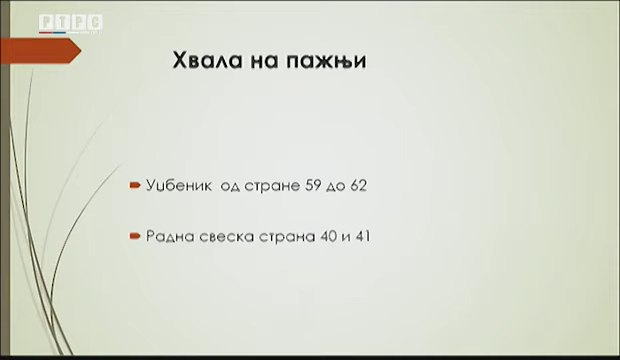 РТРС
Хвала на пажњи
Уџбеник од стране 59 до 62
Радна свеска страна 40 и 41